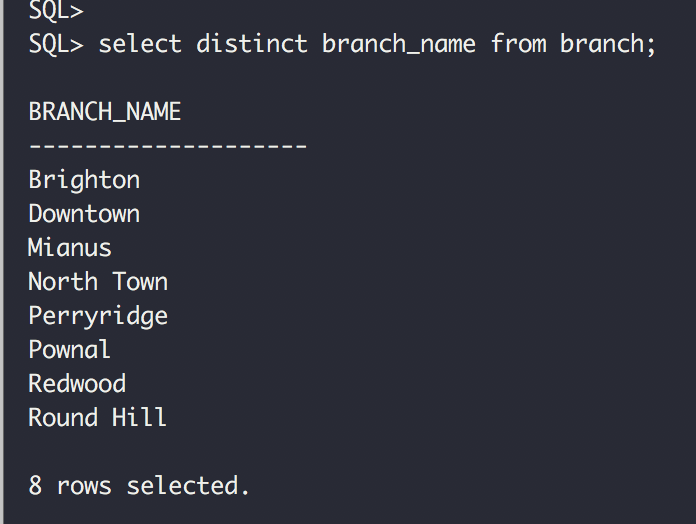 SQL>
SQL> select distinct branch_name from branch;
BRANCH_NAME
--------------------
Brighton
Downtown
Mianus
North Town
Perryridge
Pownal
Redwood
Round Hill
8 rows selected.